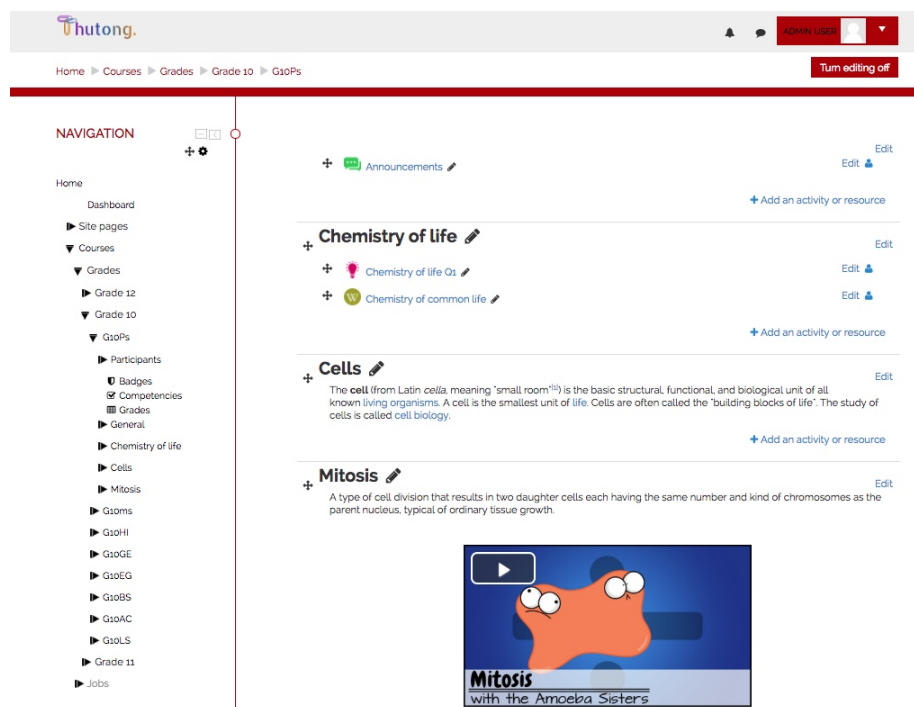 Thutong.
ADMIN USER
Home Courses Grades Grade 10 G10Ps
Turn editing off
NAVIGATION
Home
Dashboard
Site pages
Courses
Grades
Grade 12
Grade 10
G10Ps
Participants
Badges
Competencies
Grades
General
Chemistry of life
Cells
Mitosis
G10ms
G10HI
G10GE
G10EG
G10BS
G10AC
G10LS
Grade 11
Jobs
Edit
Announcements Edit
+ Add an activity or resource
Chemistry of life Edit
Chemistry of life Q1 Edit
W Chemistry of common life Edit
+ Add an activity or resource
Cells Edit
The cell (from Latin cella, meaning "small room"[1]) is the basic structural, functional, and biological unit of all
known living organisms. A cell is the smallest unit of life. Cells are often called the "building blocks of life". The study of
cells is called cell biology.
+ Add an activity or resource
Mitosis Edit
A type of cell division that results in two daughter cells each having the same number and kind of chromosomes as the
parent nucleus, typical of ordinary tissue growth.
Mitosis
with the Amoeba Sisters